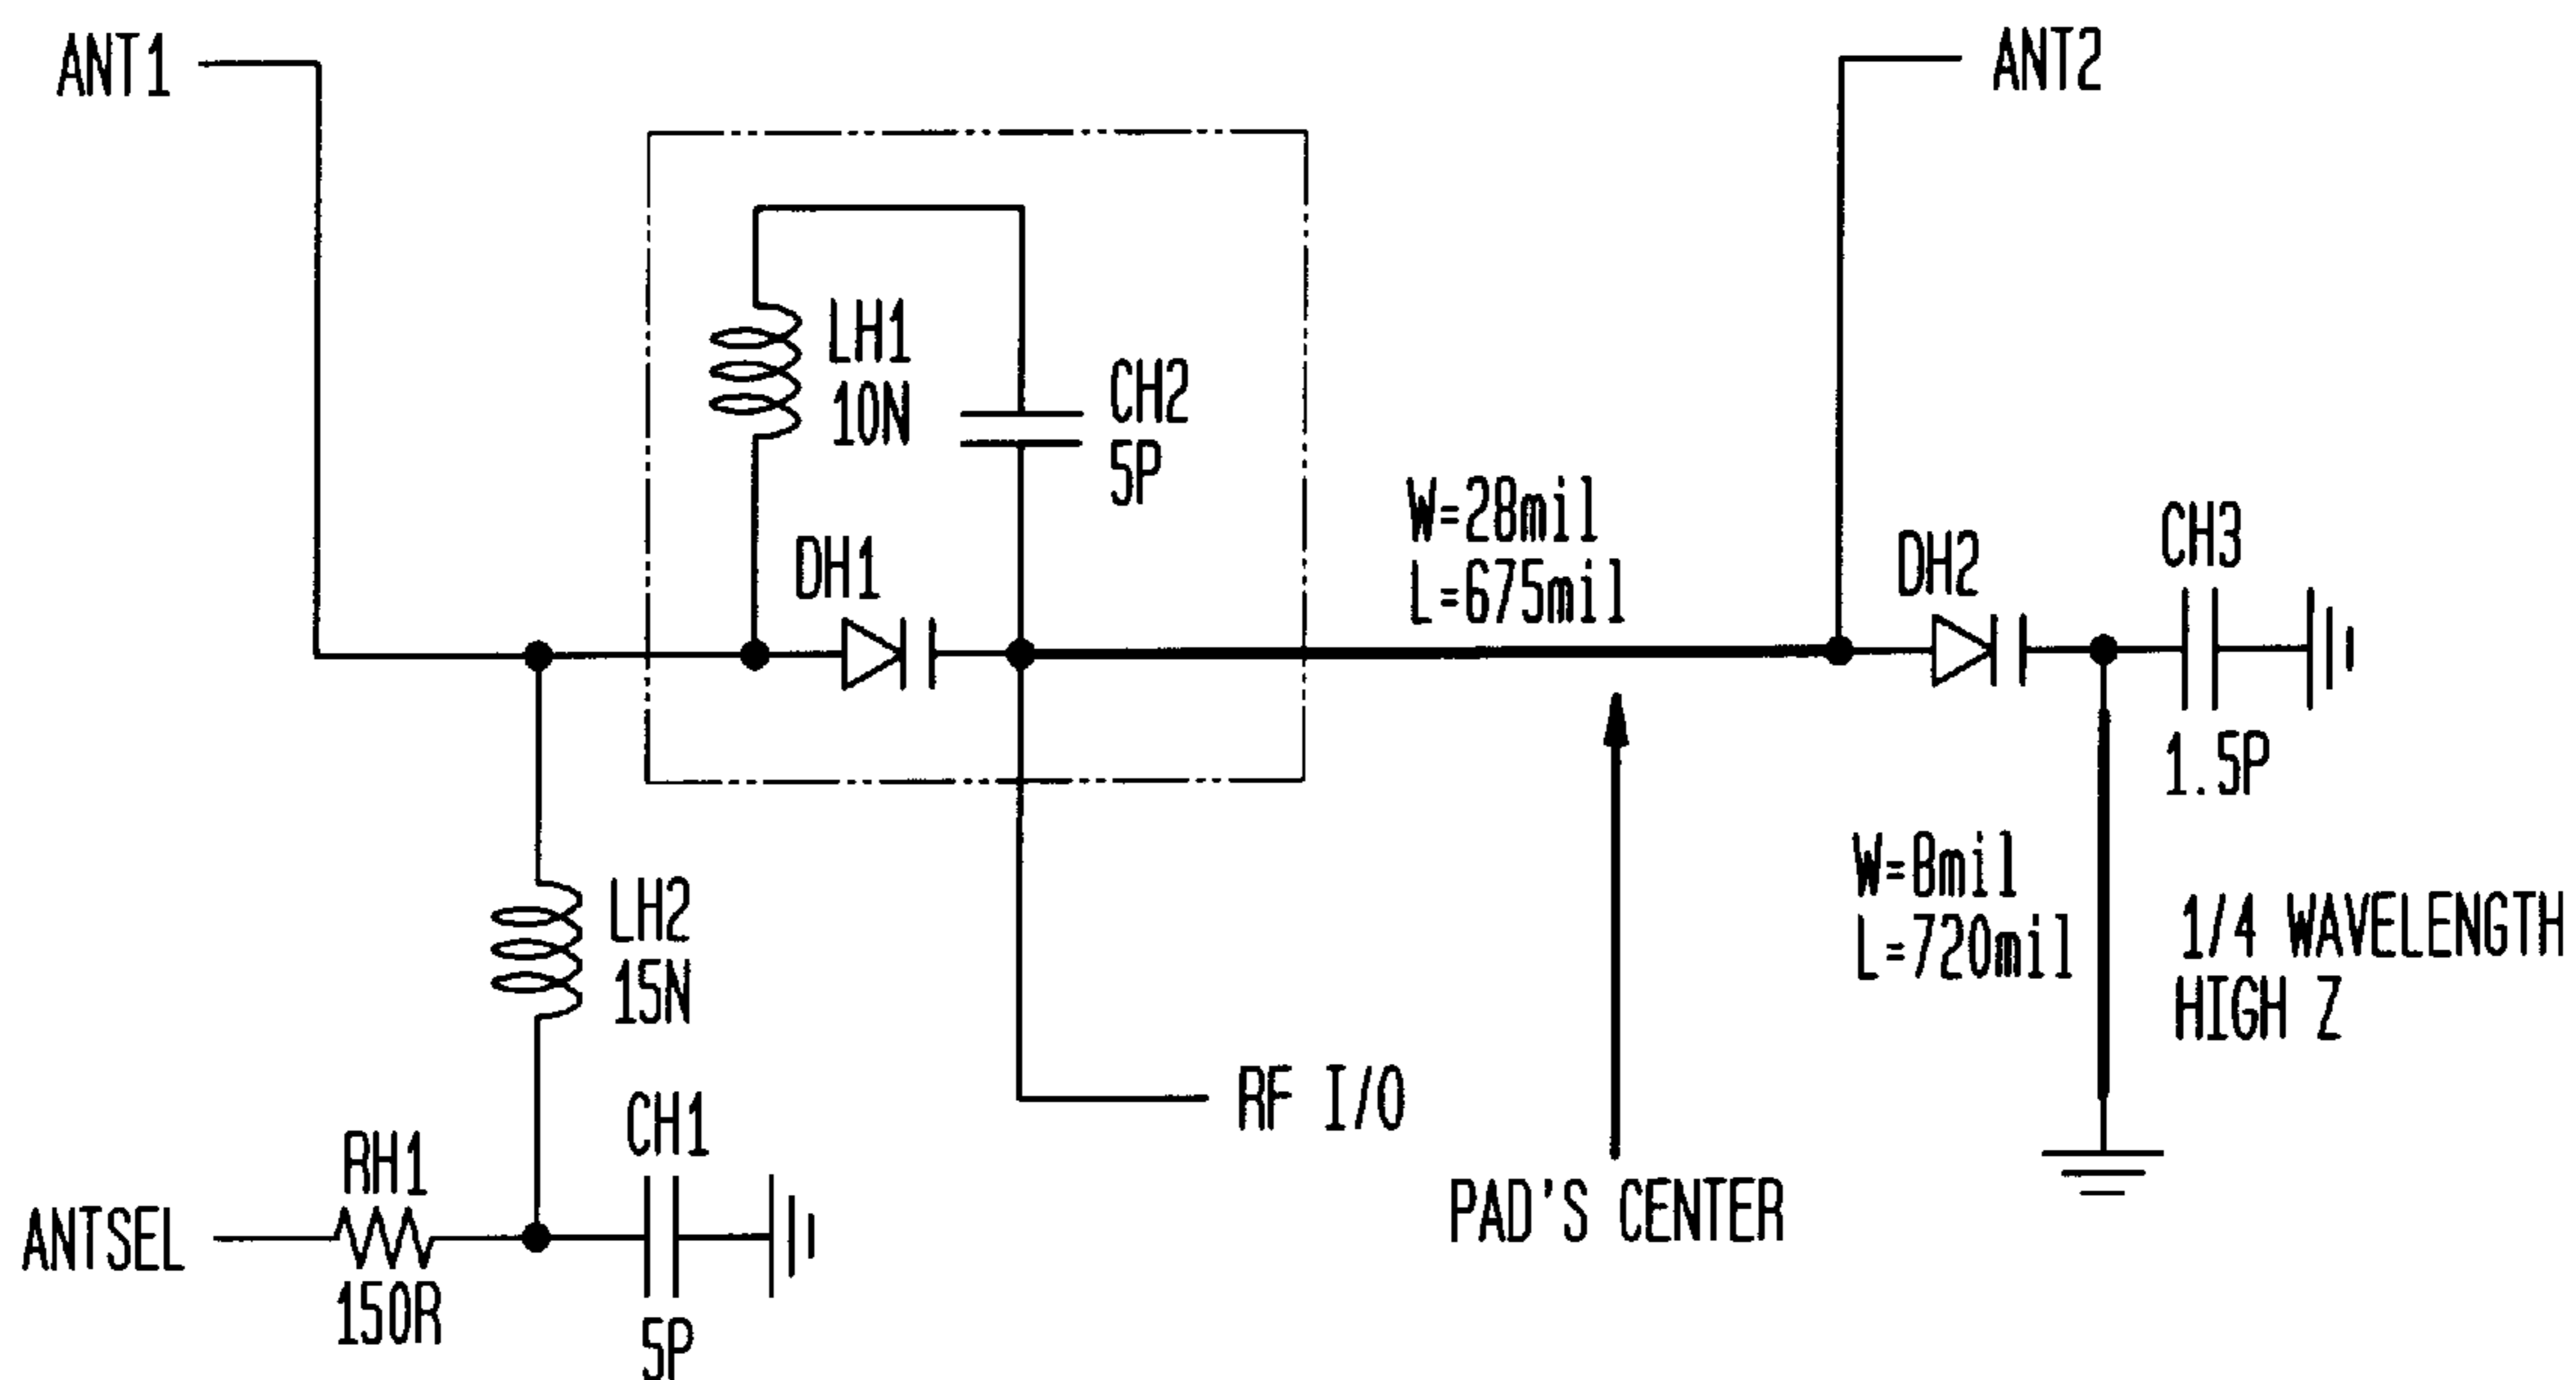 ANT1
ANT2
LH1
10N
CH2
5P
DH1
W=28mil
L=675mil
DH2
CH3
1.5P
W=8mil
L=720mil
1/4 WAVELENGTH
HIGH Z
LH2
15N
RF I/O
PAD'S CENTER
CH1
5P
RH1
150R
ANTSEL